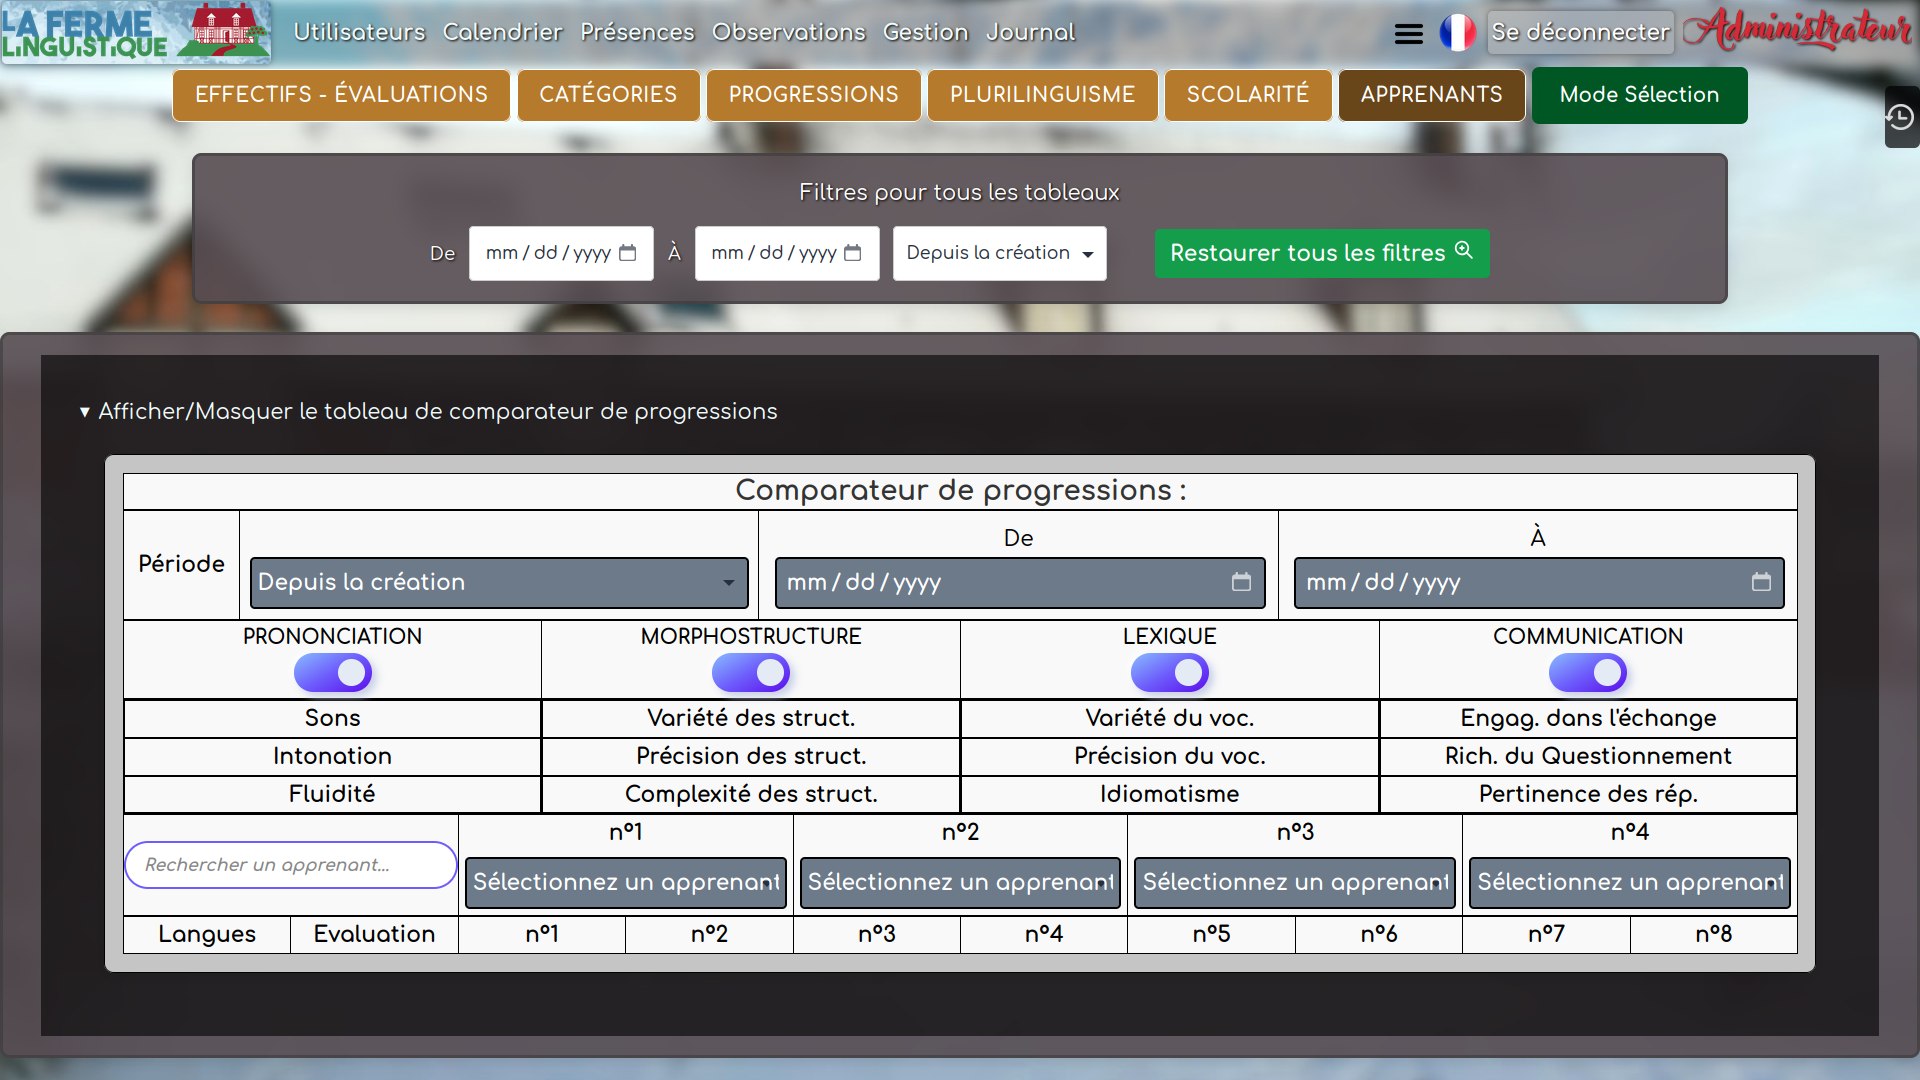 LA FERME
LiNGUiSTiQUE
Utilisateurs Calendrier Présences Observations Gestion Journal
Se déconnecter
Administrateur
EFFECTIFS - ÉVALUATIONS CATÉGORIES PROGRESSIONS PLURILINGUISME SCOLARITÉ APPRENANTS Mode Sélection
Filtres pour tous les tableaux
De mm/dd/yyyy À mm/dd/yyyy Depuis la création Restaurer tous les filtres
▼ Afficher/Masquer le tableau de comparateur de progressions
Comparateur de progressions :
De À
Période
Depuis la création mm/dd/yyyy mm/dd/yyyy
PRONONCIATION MORPHOSTRUCTURE LEXIQUE COMMUNICATION
Sons Variété des struct. Variété du voc. Engag. dans l'échange
Intonation Précision des struct. Précision du voc. Rich. du Questionnement
Fluidité Complexité des struct. Idiomatisme Pertinence des rép.
n°1 n°2 n°3 n°4
Rechercher un apprenant...
Sélectionnez un apprenant Sélectionnez un apprenant Sélectionnez un apprenant Sélectionnez un apprenant
Langues Evaluation n°1 n°2 n°3 n°4 n°5 n°6 n°7 n°8